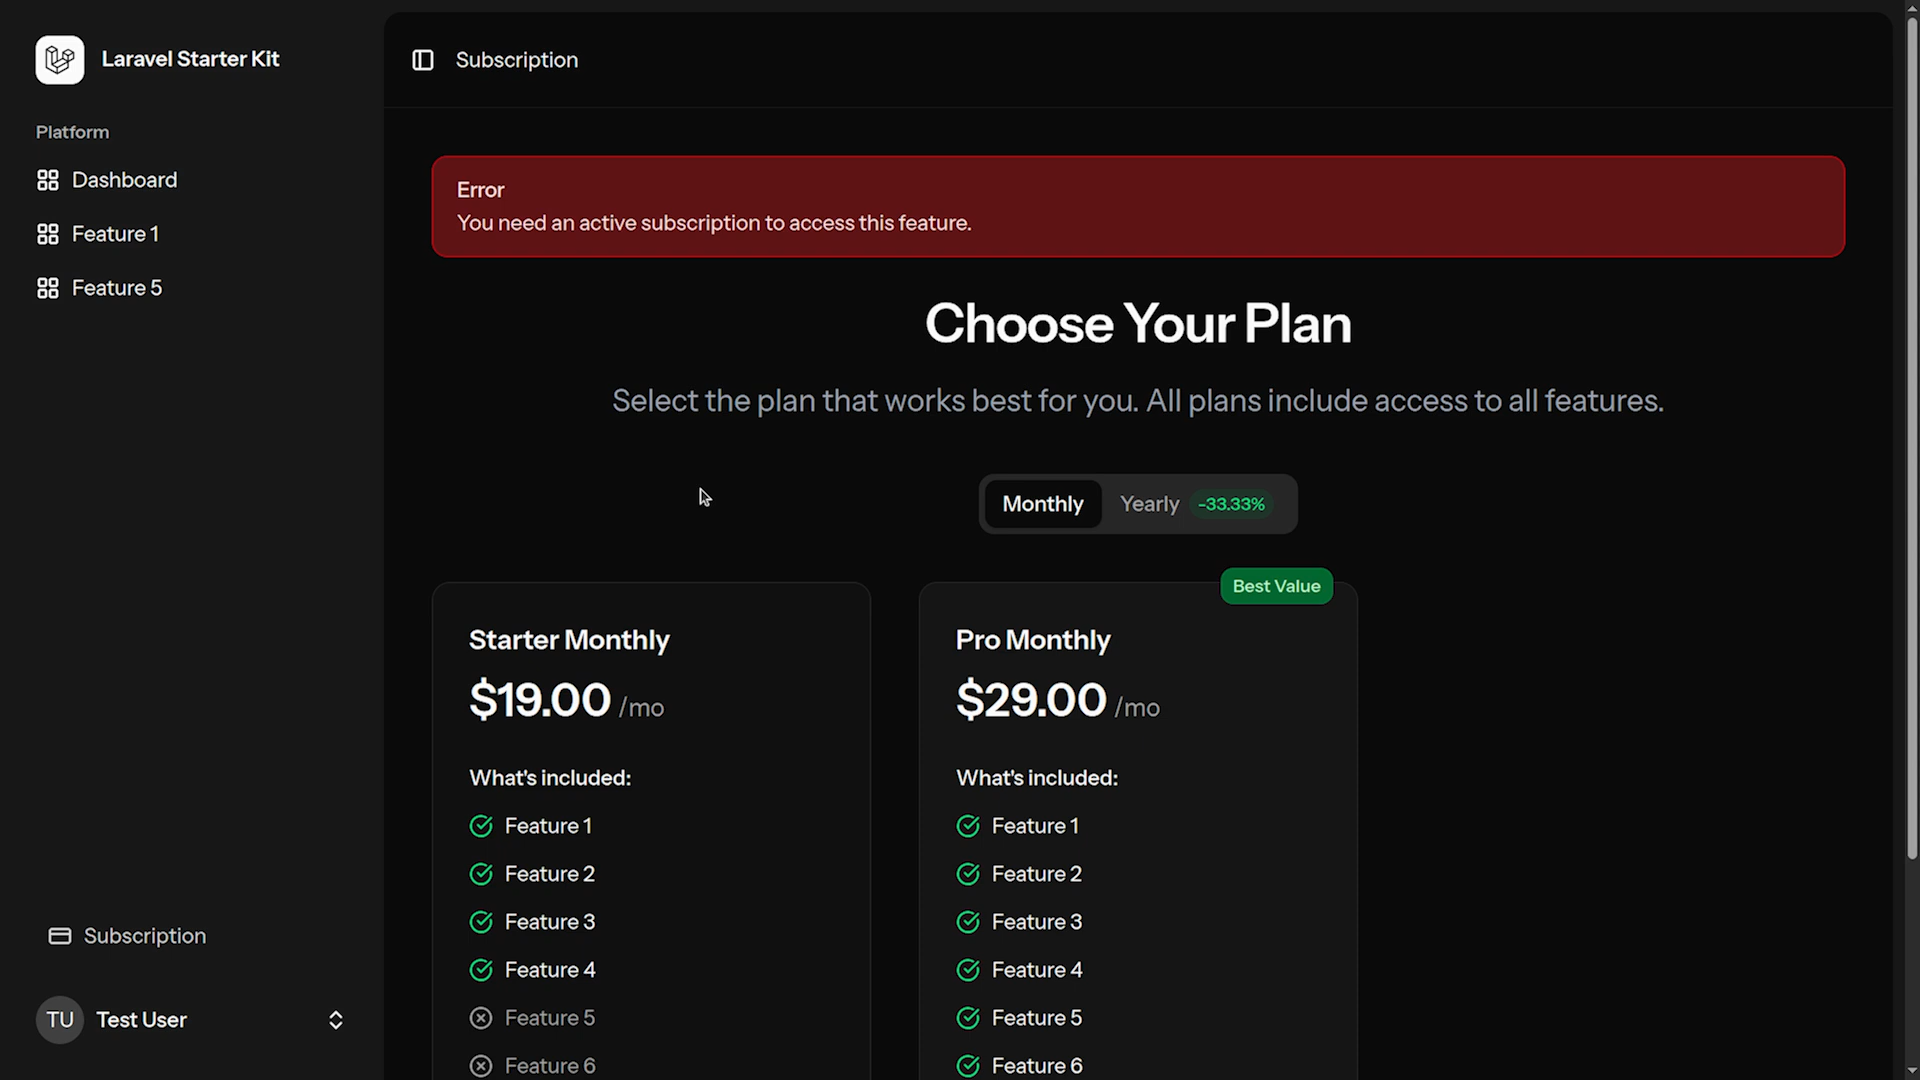 Laravel Starter Kit
Platform
Dashboard
Feature 1
Feature 5
Subscription
TU Test User
Subscription
Error
You need an active subscription to access this feature.
Choose Your Plan
Select the plan that works best for you. All plans include access to all features.
Monthly Yearly -33.33%
Starter Monthly
$19.00 /mo
What's included:
Feature 1
Feature 2
Feature 3
Feature 4
Feature 5
Feature 6
Best Value
Pro Monthly
$29.00 /mo
What's included:
Feature 1
Feature 2
Feature 3
Feature 4
Feature 5
Feature 6